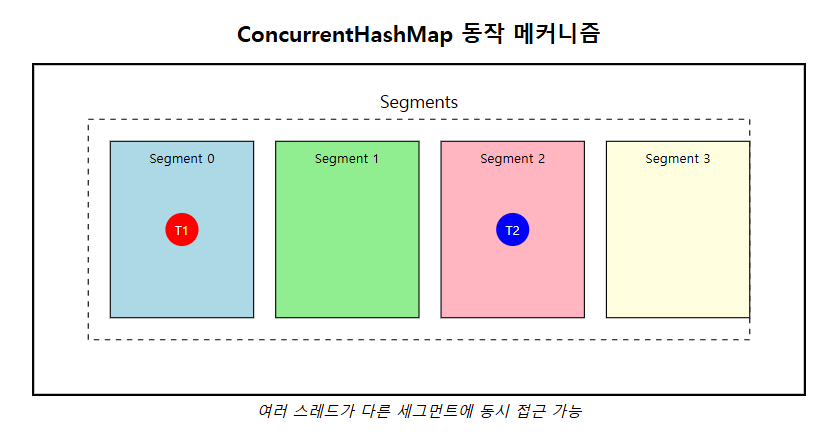 ConcurrentHashMap 동작 메커니즘
Segments
Segment 0
Segment 1
Segment 2
Segment 3
T1
T2
여러 스레드가 다른 세그먼트에 동시 접근 가능